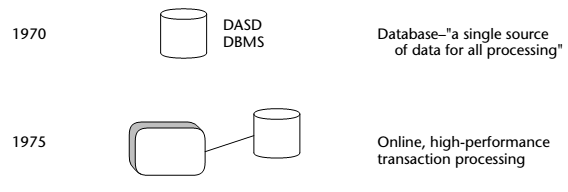 1970
DASD
DBMS
Database–"a single source
of data for all processing"
1975
Online, high-performance
transaction processing